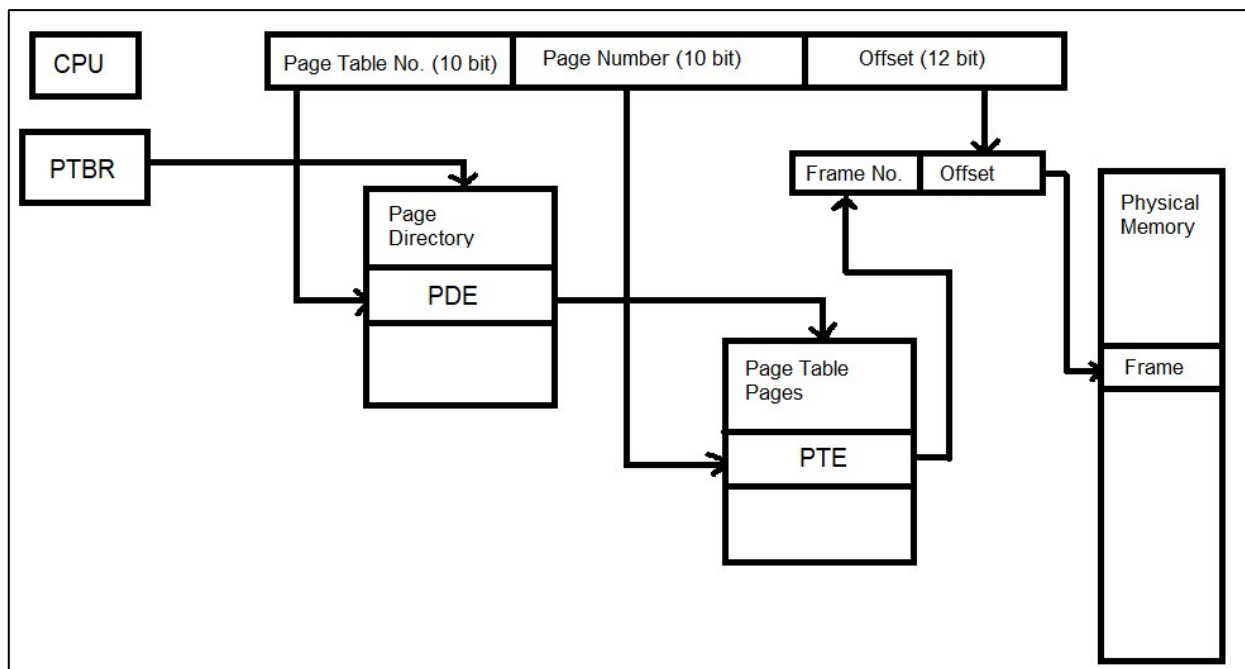 CPU
Page Table No. (10 bit)
Page Number (10 bit)
Offset (12 bit)
PTBR
Frame No.
Offset
Page
Directory
PDE
Physical
Memory
Page Table
Pages
Frame
PTE